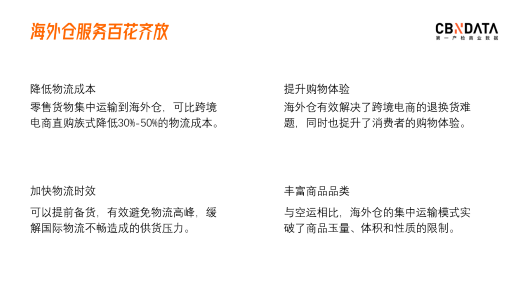 海外仓服务百花齐放
CBNDATA
第一财经商业数据
降低物流成本
零售货物集中运输到海外仓，可比跨境
电商直购族式降低30%-50%的物流成本。
提升购物体验
海外仓有效解决了跨境电商的退换货难
题，同时也捉升了消费者的购物体验。
加快物流时效
可以提前备货，有效避免物流高峰，缓
解国际物流不畅造成的供货压力。
丰富商品品类
与空运相比，海外仓的集中运输模式实
破了商品玉量、体积和性质的限制。